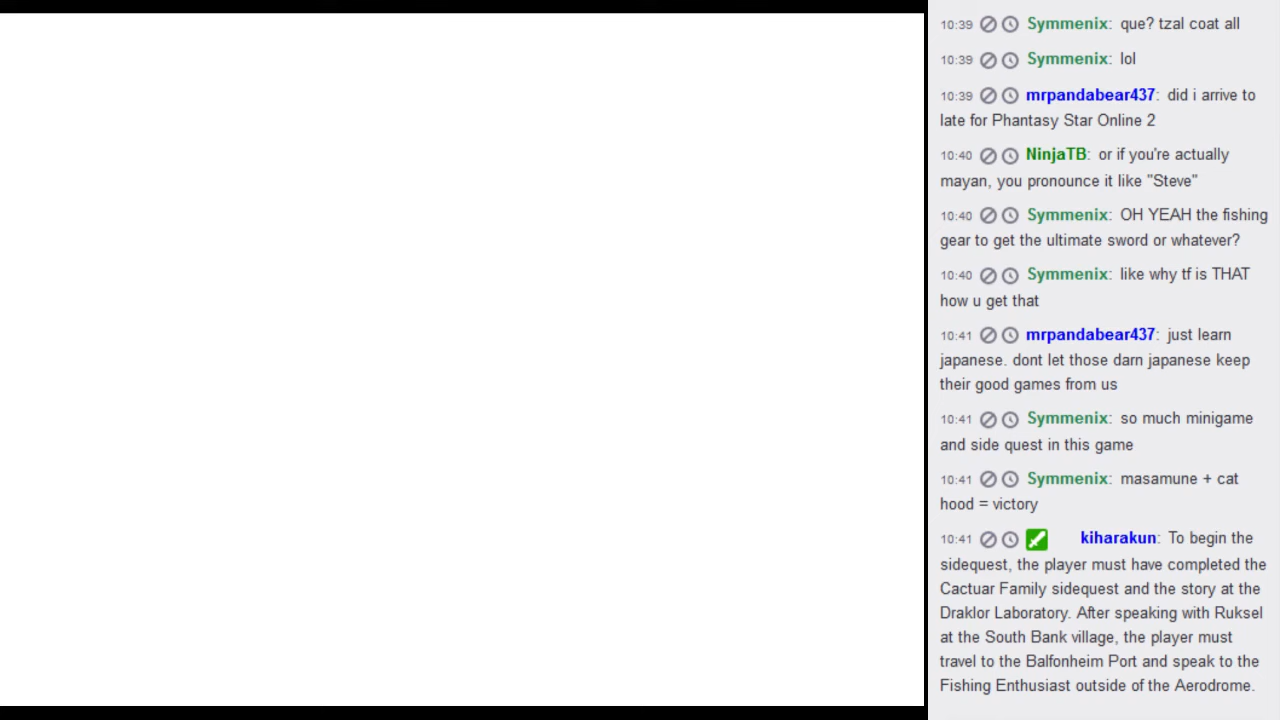 10:39 Symmenix: que? tzal coat all
10:39 Symmenix: lol
10:39 mrpandabear437: did i arrive to
late for Phantasy Star Online 2
10:40 NinjaTB: or if you're actually
mayan, you pronounce it like "Steve"
10:40 Symmenix: OH YEAH the fishing
gear to get the ultimate sword or whatever?
10:40 Symmenix: like why tf is THAT
how u get that
10:41 mrpandabear437: just learn
japanese. dont let those darn japanese keep
their good games from us
10:41 Symmenix: so much minigame
and side quest in this game
10:41 Symmenix: masamune + cat
hood = victory
10:41 kiharakun: To begin the
sidequest, the player must have completed the
Cactuar Family sidequest and the story at the
Draklor Laboratory. After speaking with Ruksel
at the South Bank village, the player must
travel to the Balfonheim Port and speak to the
Fishing Enthusiast outside of the Aerodrome.